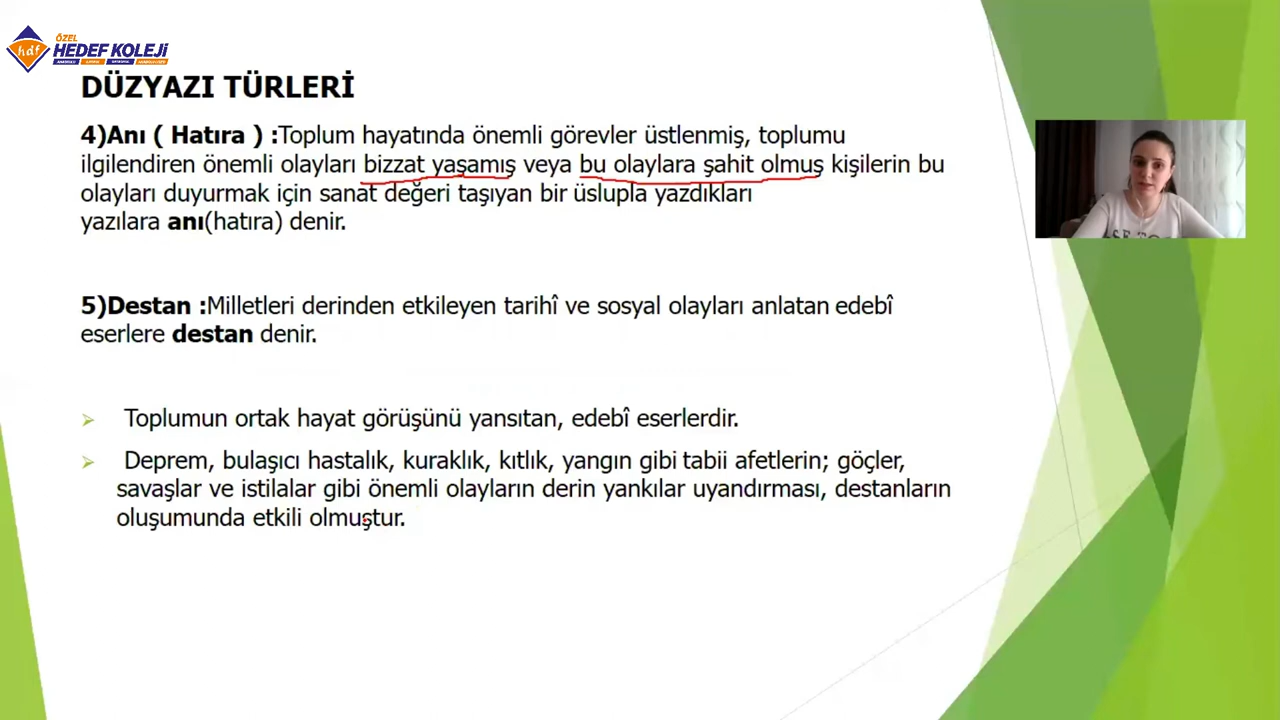 ÖZEL
HEDEF KOLEJİ
hdf
DÜZYAZI TÜRLERİ
4)Anı ( Hatıra ) :Toplum hayatında önemli görevler üstlenmiş, toplumu
ilgilendiren önemli olayları bizzat yaşamış veya bu olaylara şahit olmuş kişilerin bu
olayları duyurmak için sanat değeri taşıyan bir üslupla yazdıkları
yazılara anı(hatıra) denir.
5)Destan :Milletleri derinden etkileyen tarihî ve sosyal olayları anlatan edebî
eserlere destan denir.
Toplumun ortak hayat görüşünü yansıtan, edebî eserlerdir.
Deprem, bulaşıcı hastalık, kuraklık, kıtlık, yangın gibi tabii afetlerin; göçler,
savaşlar ve istilalar gibi önemli olayların derin yankılar uyandırması, destanların
oluşumunda etkili olmuştur.